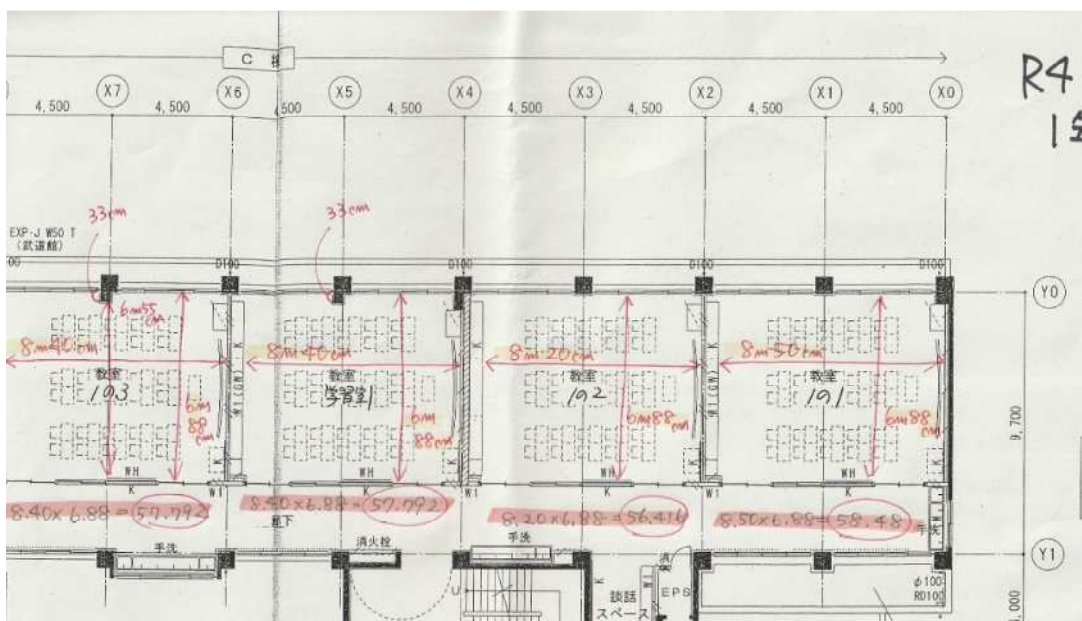 C 棟
R4
X7
X6
X5
X4
X3
X2
X1
X0
4,500
4,500
4,500
4,500
4,500
4,500
4,500
33cm
33cm
EXP-J W50 T
(武道館)
D100
D100
D100
D100
Y0
6m55cm
8m40cm
8m40cm
8m20cm
8m50cm
教室
103
教室
学習室1
教室
102
教室
101
6m88cm
6m88cm
6m88cm
6m88cm
9,700
WH
K
W1
WH
K
WH
K
W1
WH
K
8.40×6.88=57.792
8.40×6.88=57.792
8.20×6.88=56.416
8.50×6.88=58.48
廊下
手洗
消火栓
手洗
手洗
Y1
U
K
談話
スペース
W1
EPS
φ100
RD100